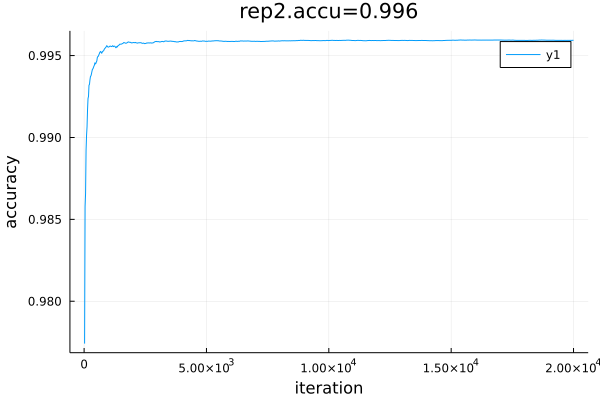 rep2.accu=0.996
y1
0.995
0.990
0.985
0.980
accuracy
0
5.00×10³
1.00×10⁴
1.50×10⁴
2.00×10⁴
iteration